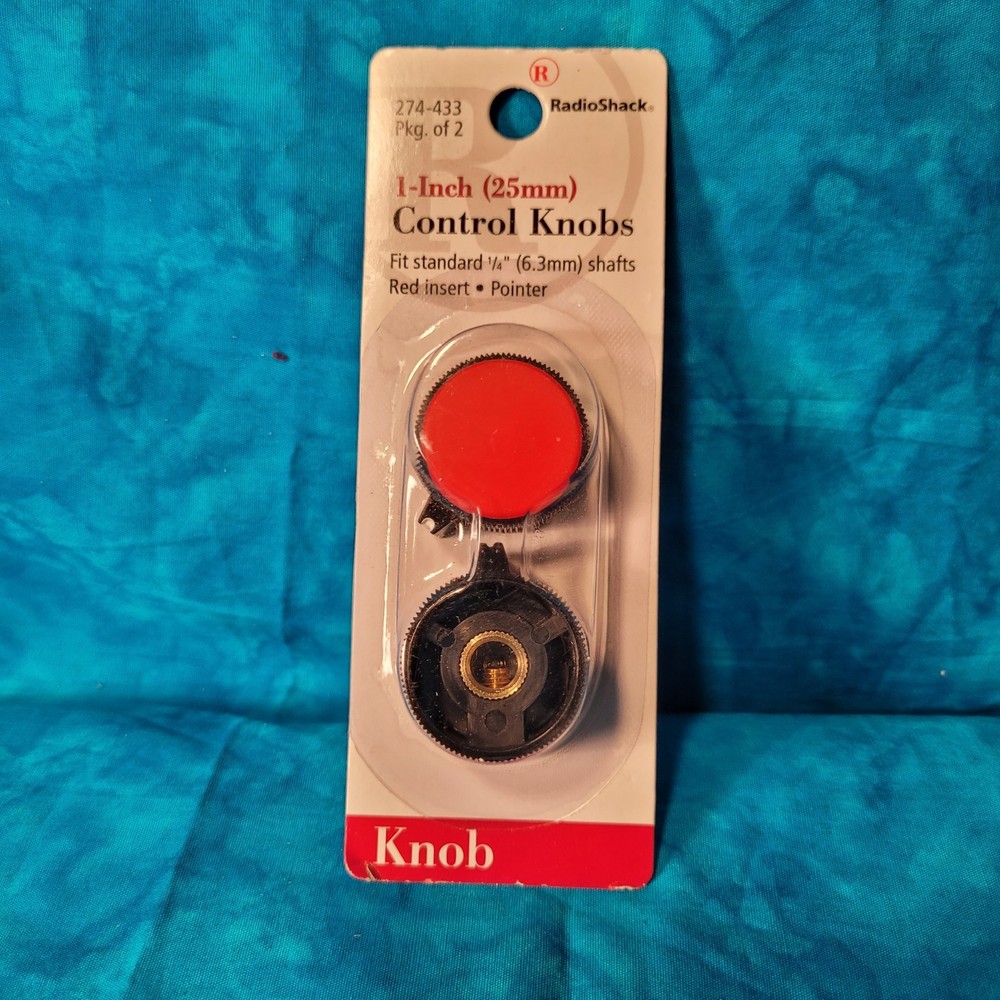 274-433
Pkg. of 2
R
RadioShack®
1-Inch (25mm)
Control Knobs
Fit standard ¼" (6.3mm) shafts
Red insert • Pointer
Knob